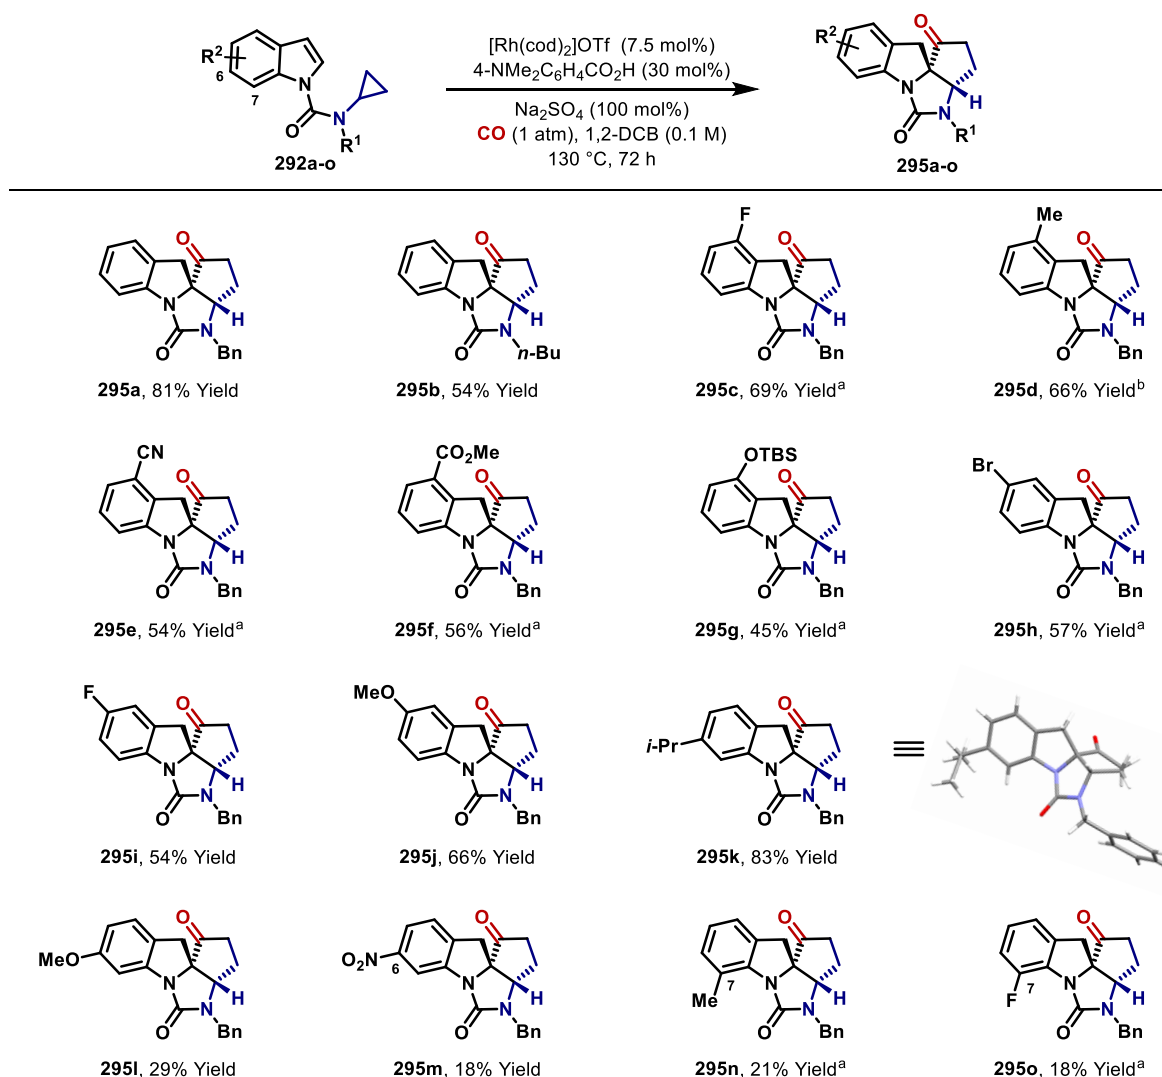 R2
6
7
O
N
R1
292a-o
[Rh(cod)2]OTf (7.5 mol%)
4-NMe2C6H4CO2H (30 mol%)
Na2SO4 (100 mol%)
CO (1 atm), 1,2-DCB (0.1 M)
130 °C, 72 h
R2
O
N
H
O
N
R1
295a-o
O
N
H
O
N
Bn
295a, 81% Yield
O
N
H
O
N
n-Bu
295b, 54% Yield
F
O
N
H
O
N
Bn
295c, 69% Yielda
Me
O
N
H
O
N
Bn
295d, 66% Yieldb
CN
O
N
H
O
N
Bn
295e, 54% Yielda
CO2Me
O
N
H
O
N
Bn
295f, 56% Yielda
OTBS
O
N
H
O
N
Bn
295g, 45% Yielda
Br
O
N
H
O
N
Bn
295h, 57% Yielda
F
O
N
H
O
N
Bn
295i, 54% Yield
MeO
O
N
H
O
N
Bn
295j, 66% Yield
i-Pr
O
N
H
O
N
Bn
295k, 83% Yield
MeO
O
N
H
O
N
Bn
295l, 29% Yield
O2N
6
O
N
H
O
N
Bn
295m, 18% Yield
O
7
Me
N
H
O
N
Bn
295n, 21% Yielda
O
7
F
N
H
O
N
Bn
295o, 18% Yielda